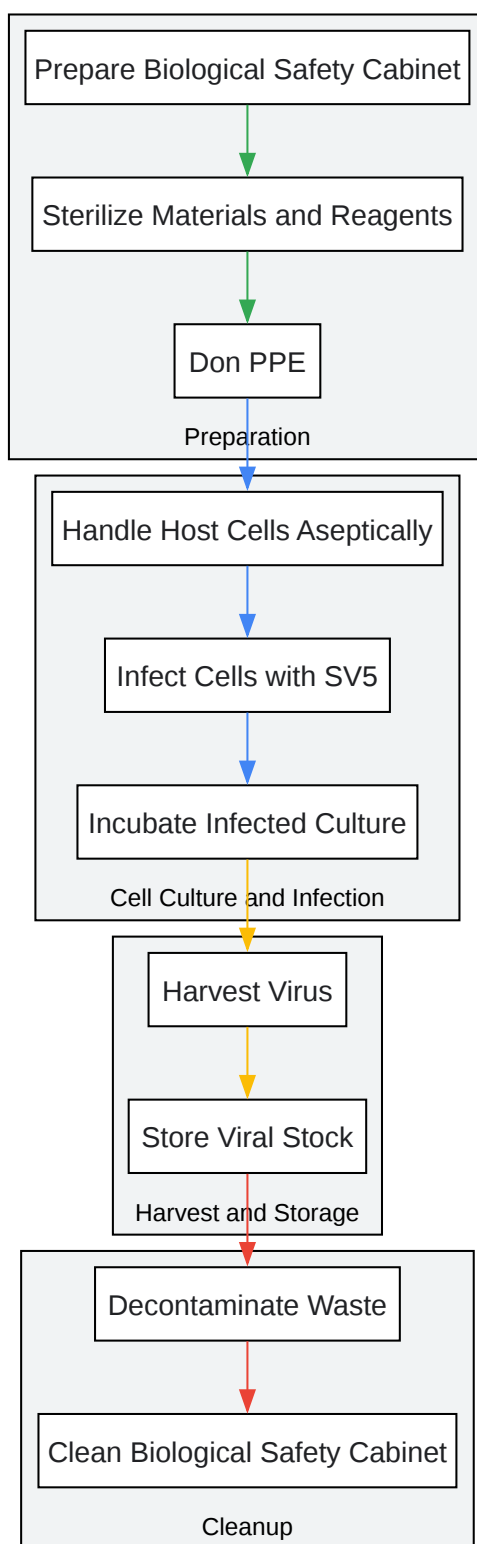 Prepare Biological Safety Cabinet
Sterilize Materials and Reagents
Don PPE
Preparation
Handle Host Cells Aseptically
Infect Cells with SV5
Incubate Infected Culture
Cell Culture and Infection
Harvest Virus
Store Viral Stock
Harvest and Storage
Decontaminate Waste
Clean Biological Safety Cabinet
Cleanup